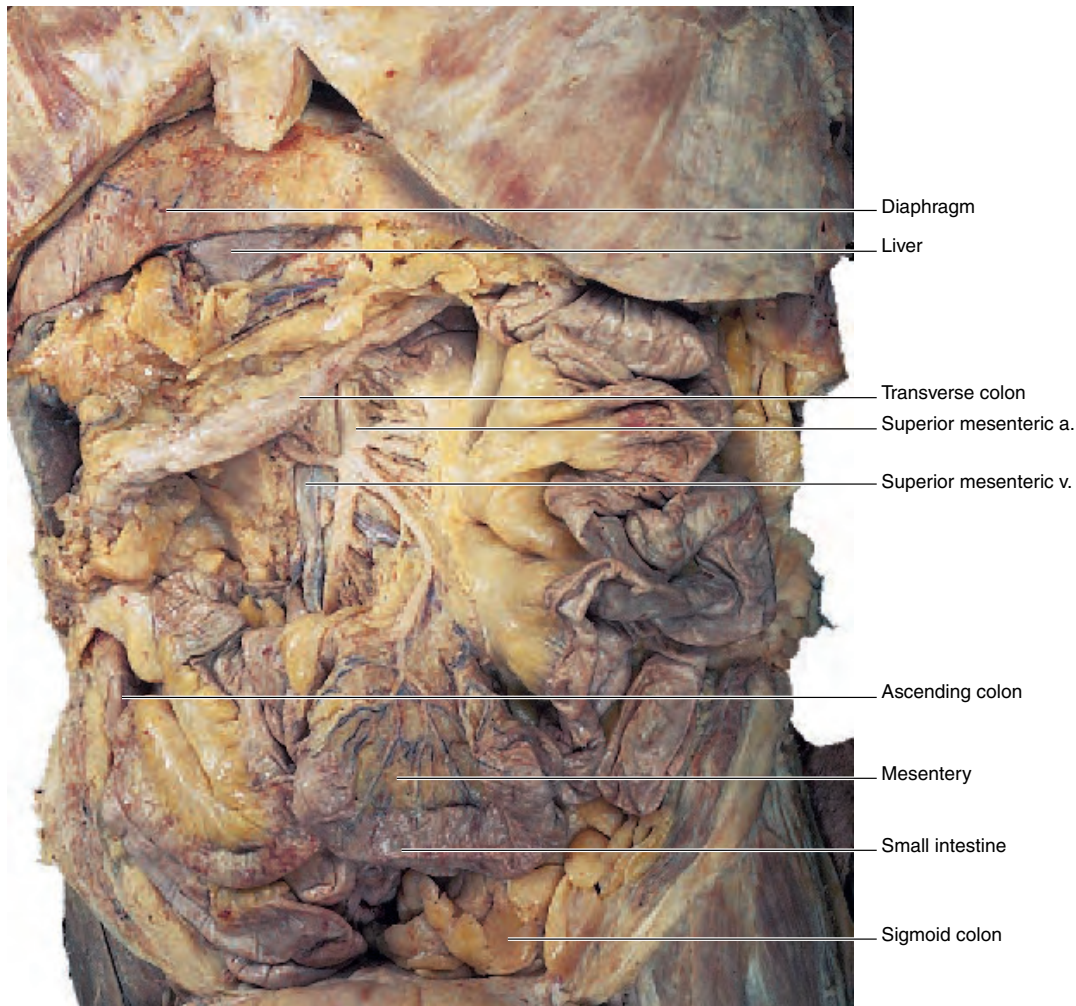 Diaphragm
Liver
Transverse colon
Superior mesenteric a.
Superior mesenteric v.
Ascending colon
Mesentery
Small intestine
Sigmoid colon